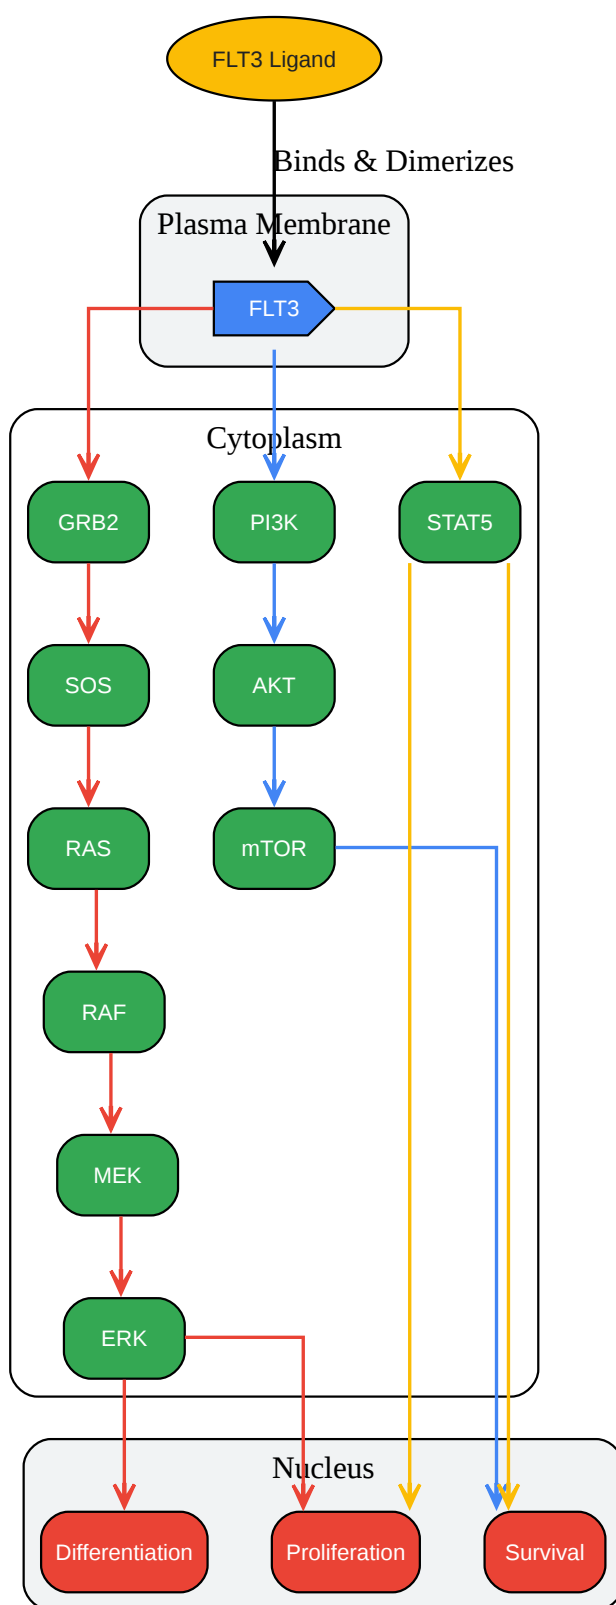 FLT3 Ligand
Binds & Dimerizes
Plasma Membrane
FLT3
Cytoplasm
GRB2
PI3K
STAT5
SOS
AKT
RAS
mTOR
RAF
MEK
ERK
Nucleus
Differentiation
Proliferation
Survival